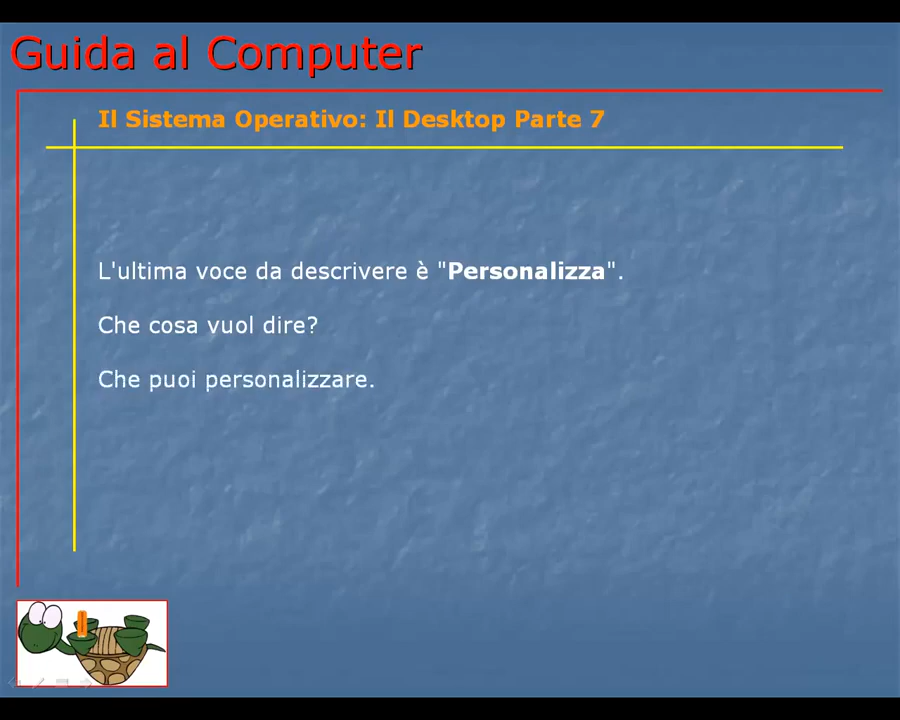 Guida al Computer
Il Sistema Operativo: Il Desktop Parte 7
L'ultima voce da descrivere è "Personalizza".
Che cosa vuol dire?
Che puoi personalizzare.